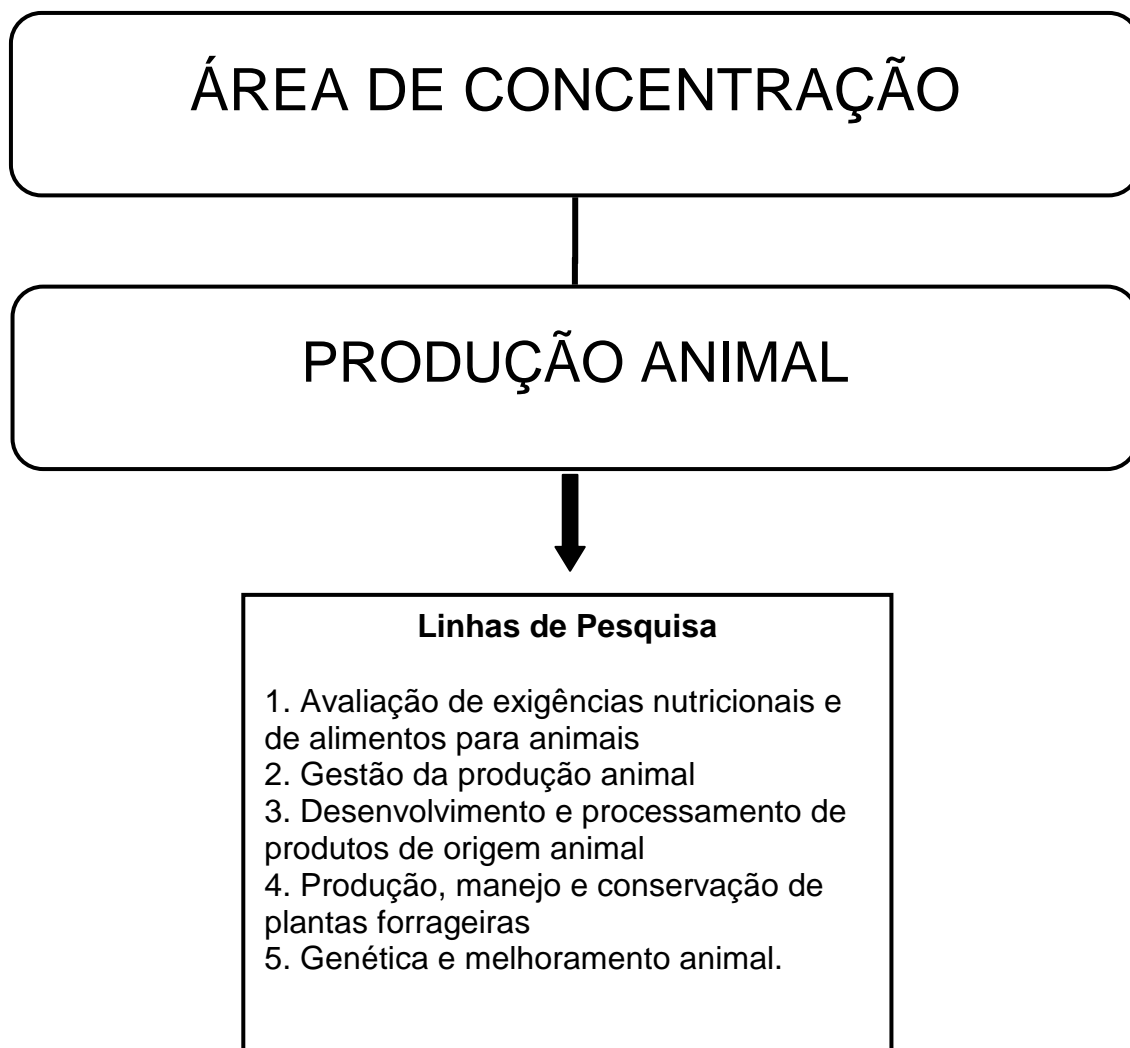 ÁREA DE CONCENTRAÇÃO
PRODUÇÃO ANIMAL
Linhas de Pesquisa
1. Avaliação de exigências nutricionais e
de alimentos para animais
2. Gestão da produção animal
3. Desenvolvimento e processamento de
produtos de origem animal
4. Produção, manejo e conservação de
plantas forrageiras
5. Genética e melhoramento animal.